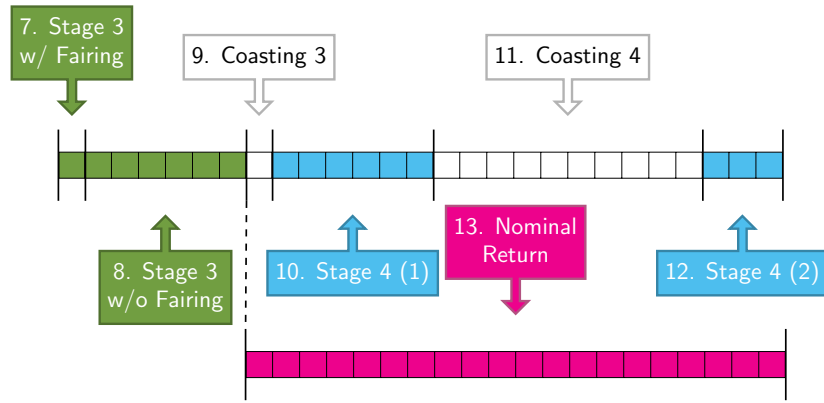 7. Stage 3
w/ Fairing
9. Coasting 3
11. Coasting 4
8. Stage 3
w/o Fairing
10. Stage 4 (1)
13. Nominal
Return
12. Stage 4 (2)